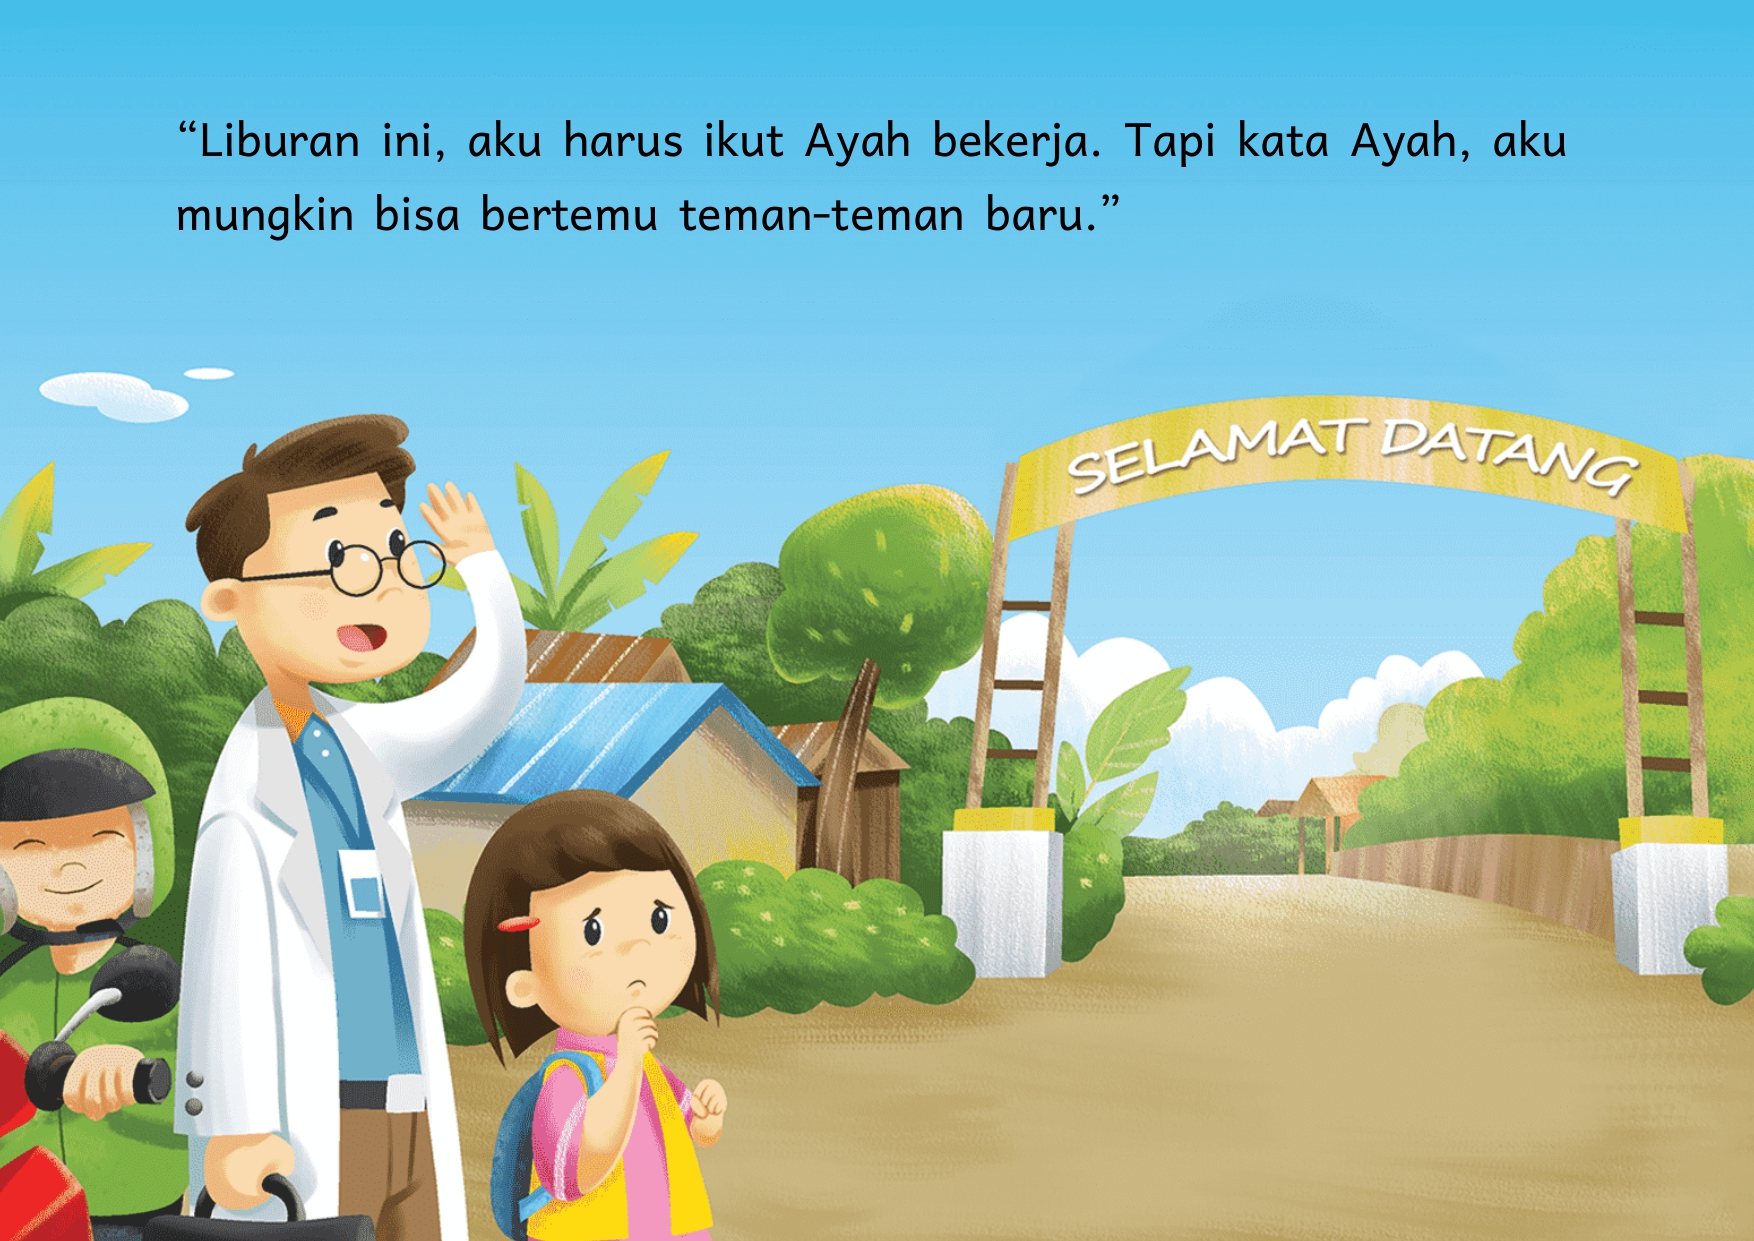 “Liburan ini, aku harus ikut Ayah bekerja. Tapi kata Ayah, aku
mungkin bisa bertemu teman-teman baru.”
SELAMAT DATANG